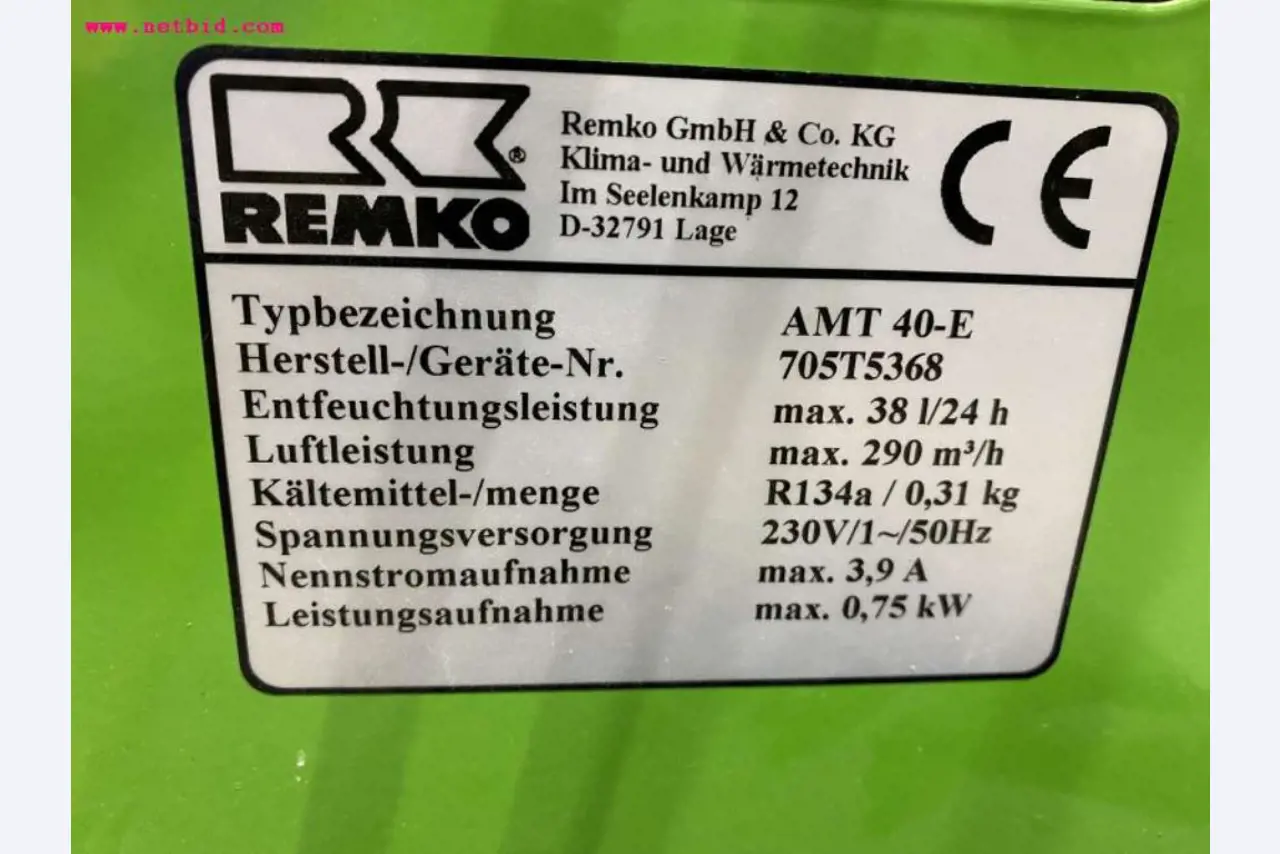 www.netbid.com
REMKO
®
Remko GmbH & Co. KG
Klima- und Wärmetechnik
Im Seelenkamp 12
D-32791 Lage
CE
Typbezeichnung AMT 40-E
Herstell-/Geräte-Nr. 705T5368
Entfeuchtungsleistung max. 38 l/24 h
Luftleistung max. 290 m³/h
Kältemittel-/menge R134a / 0,31 kg
Spannungsversorgung 230V/1~/50Hz
Nennstromaufnahme max. 3,9 A
Leistungsaufnahme max. 0,75 kW